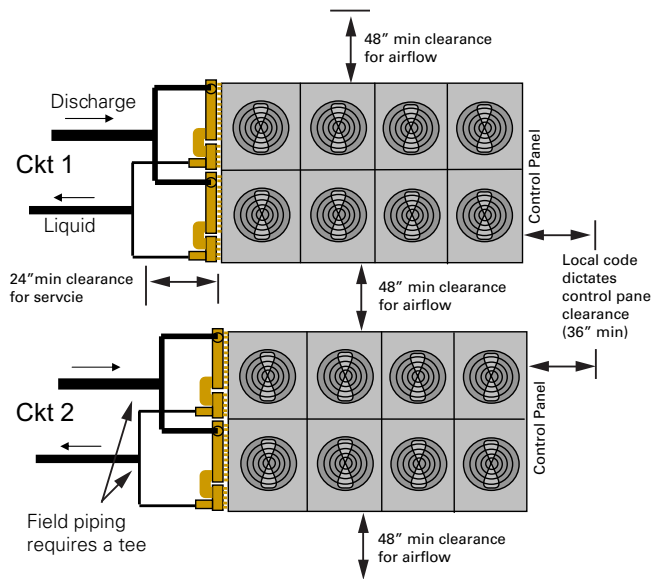 48” min clearance
for airflow
Discharge
Ckt 1
Liquid
Control Panel
24”min clearance
for servcie
48” min clearance
for airflow
Local code
dictates
control pane
clearance
(36” min)
Ckt 2
Control Panel
Field piping
requires a tee
48” min clearance
for airflow